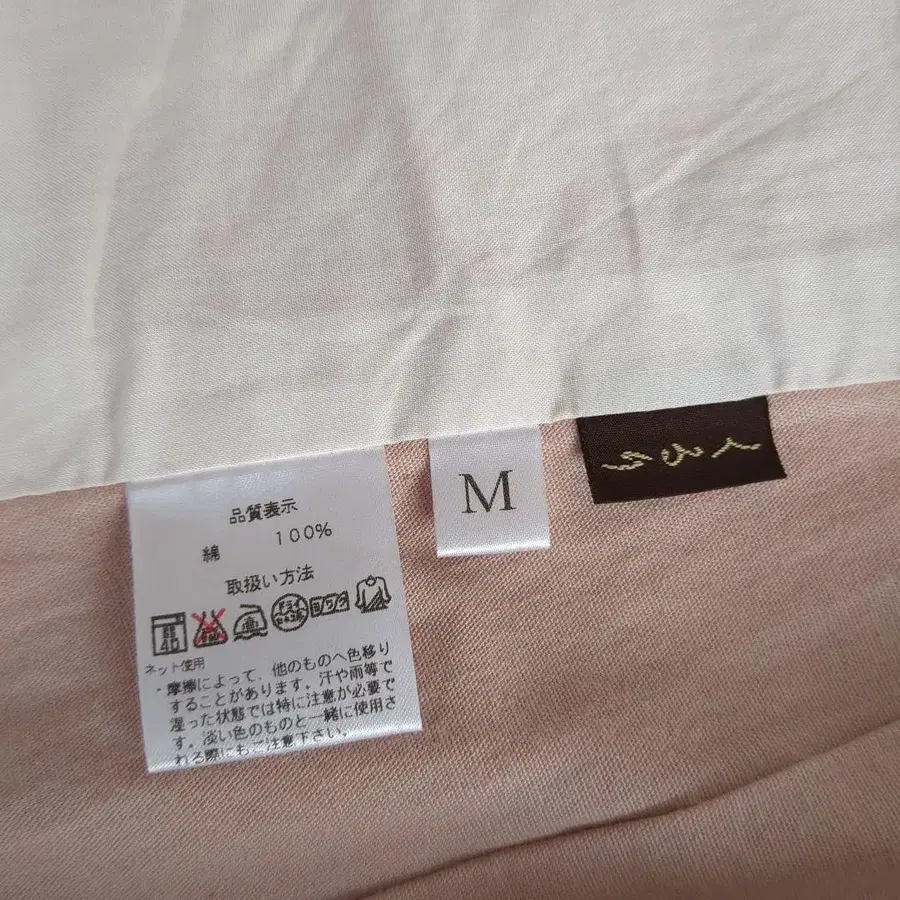 品質表示
綿 100%
取扱い方法
40
ドライ
ネット使用
・摩擦によって、他のものへ色移り
することがあります。汗や雨等で
湿った状態では特に注意が必要で
す。淡い色のものと一緒に使用さ
れる際にもご注意下さい。
M